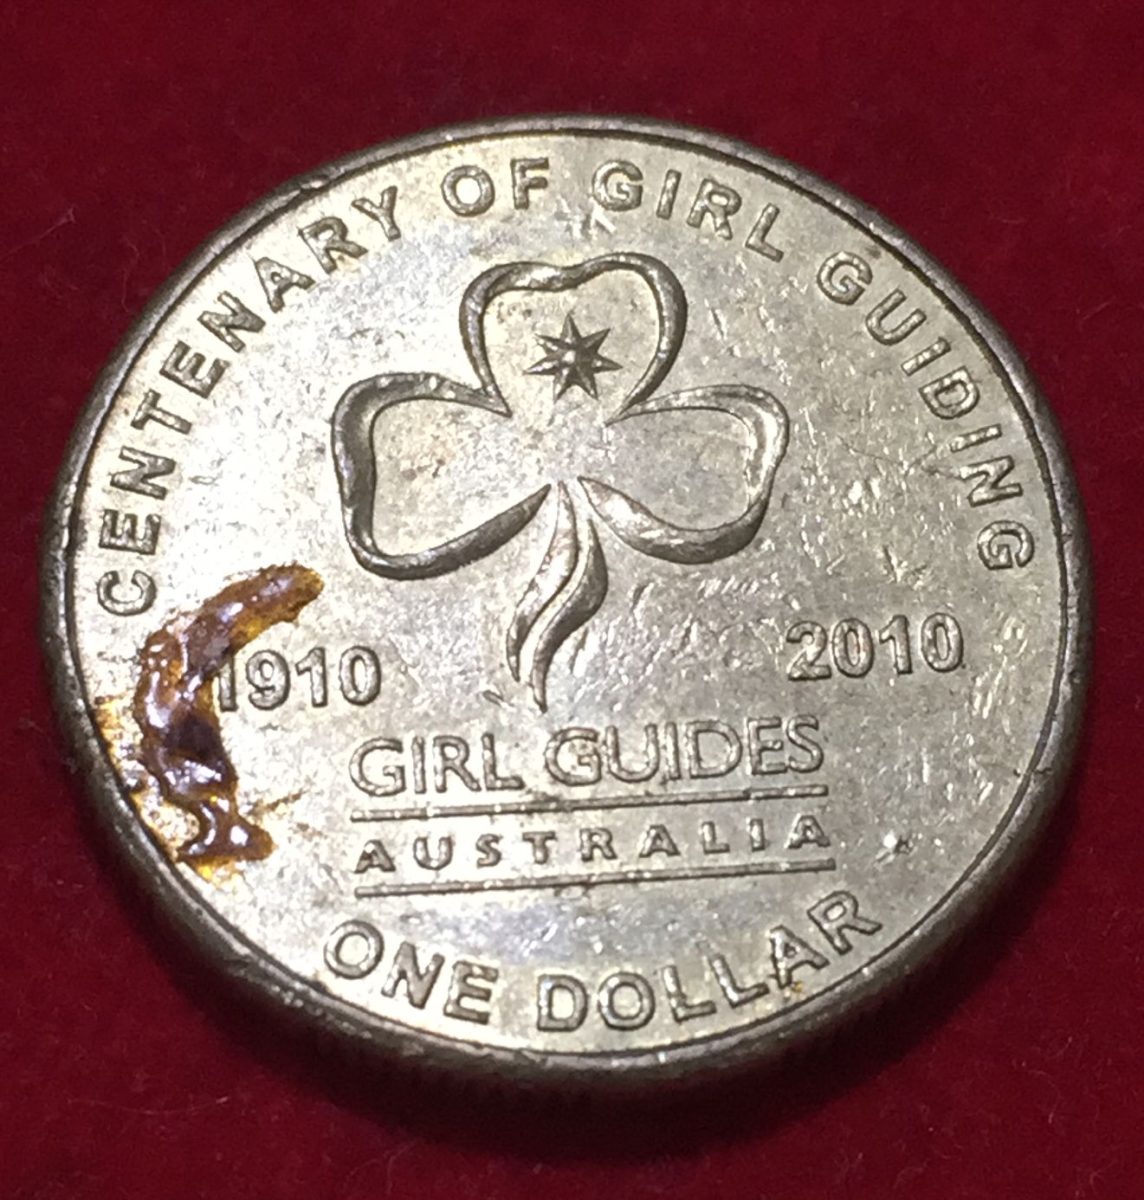 CENTENARY OF GIRL GUIDING
1910 2010
GIRL GUIDES
AUSTRALIA
ONE DOLLAR